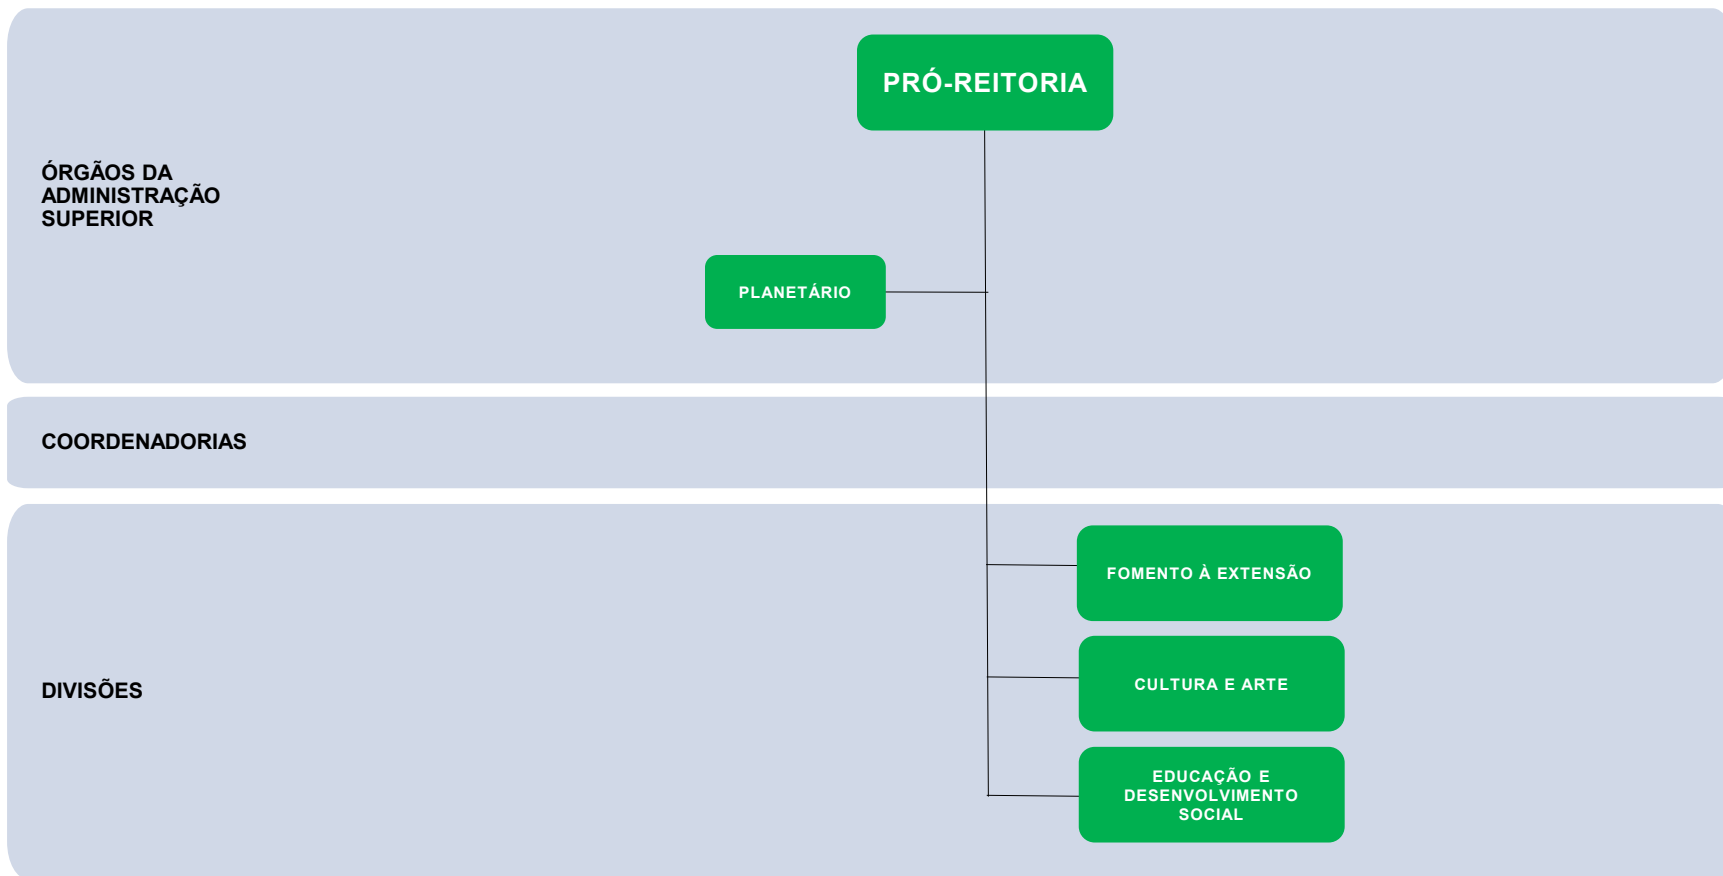 PRÓ-REITORIA
ÓRGÃOS DA
ADMINISTRAÇÃO
SUPERIOR
PLANETÁRIO
COORDENADORIAS
DIVISÕES
FOMENTO À EXTENSÃO
CULTURA E ARTE
EDUCAÇÃO E
DESENVOLVIMENTO
SOCIAL